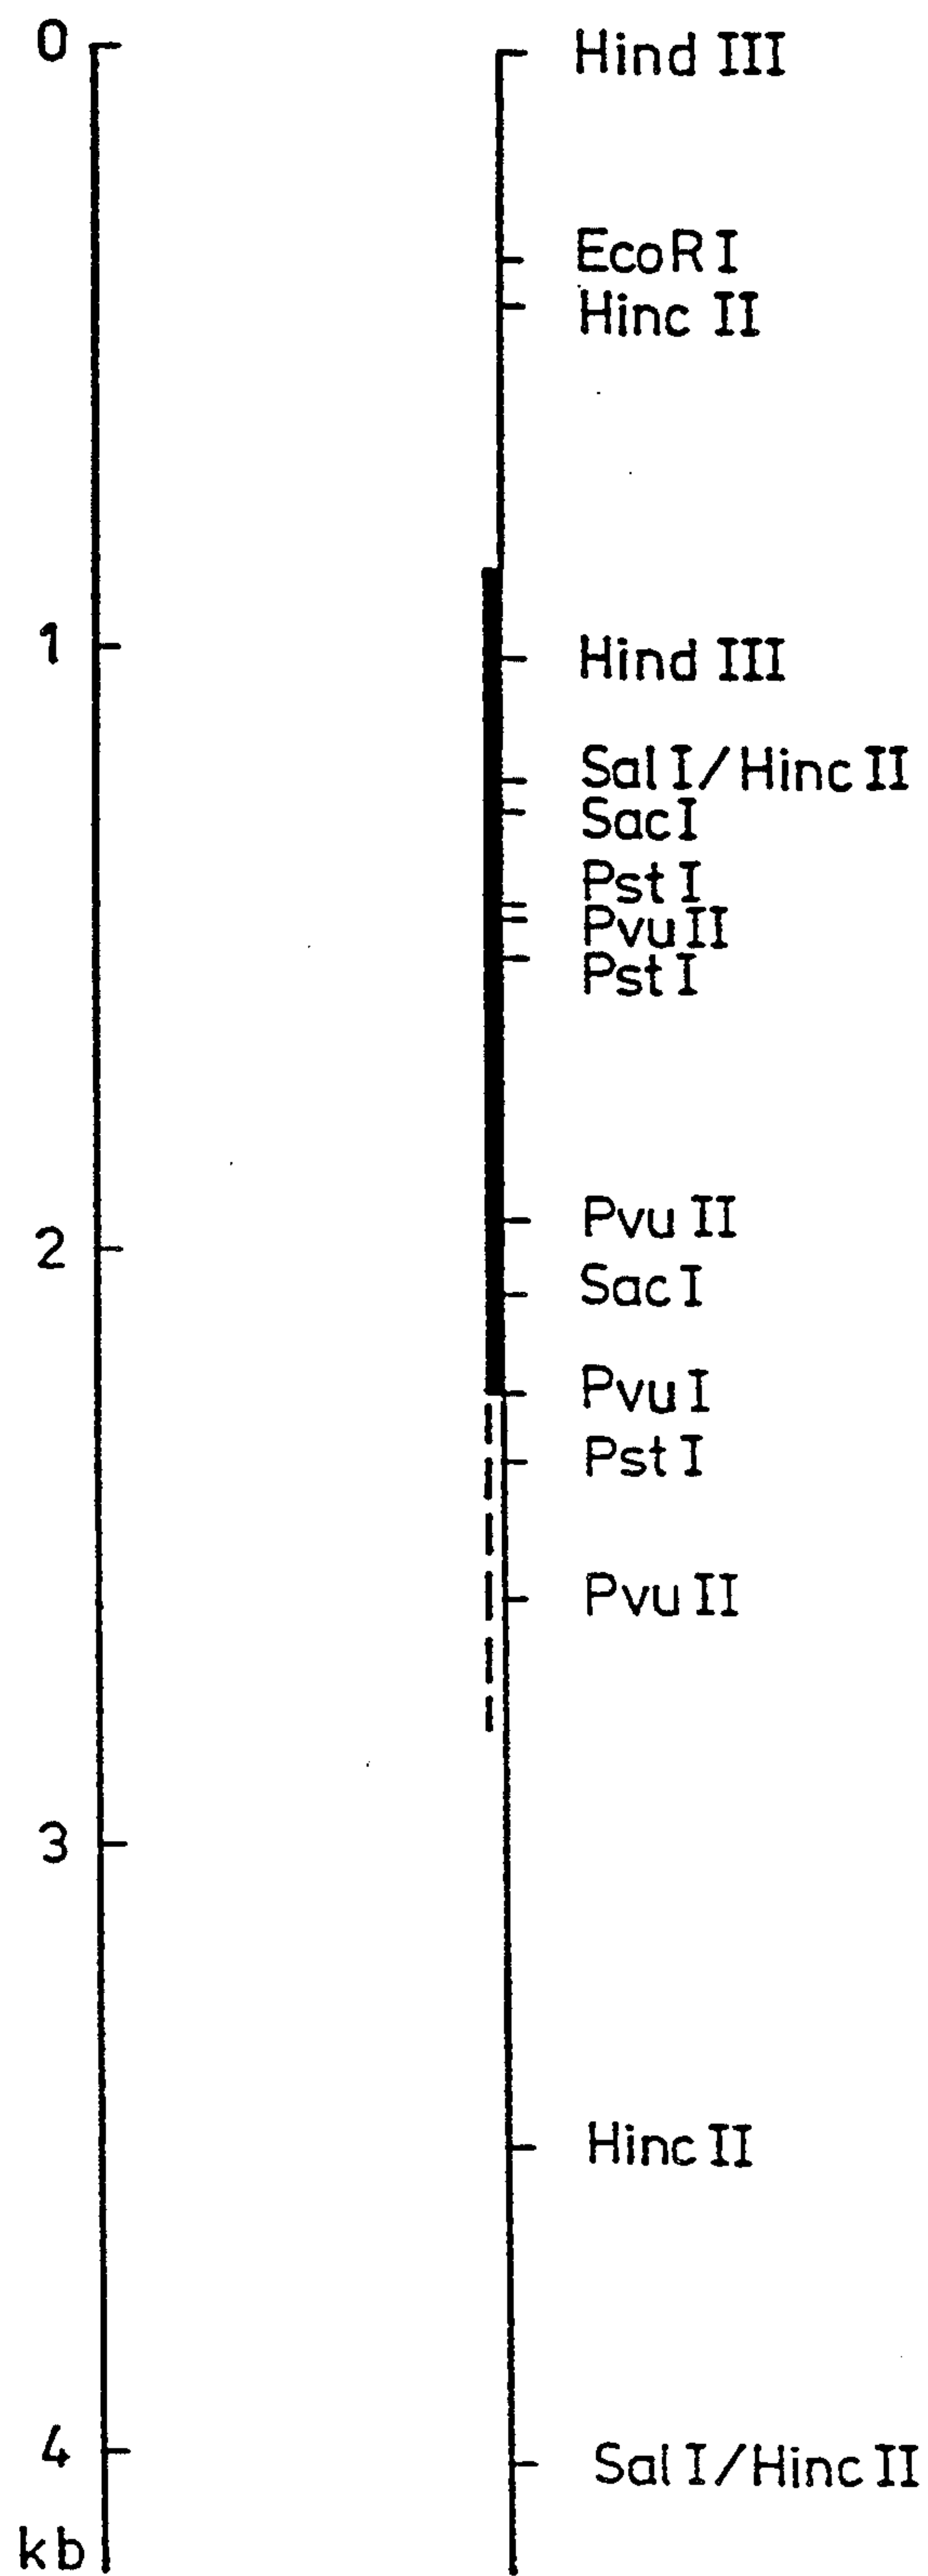 0
Hind III
EcoR I
Hinc II
1
Hind III
Sal I/Hinc II
Sac I
Pst I
Pvu II
Pst I
Pvu II
2
Sac I
Pvu I
Pst I
Pvu II
3
Hinc II
4
Sal I/Hinc II
kb